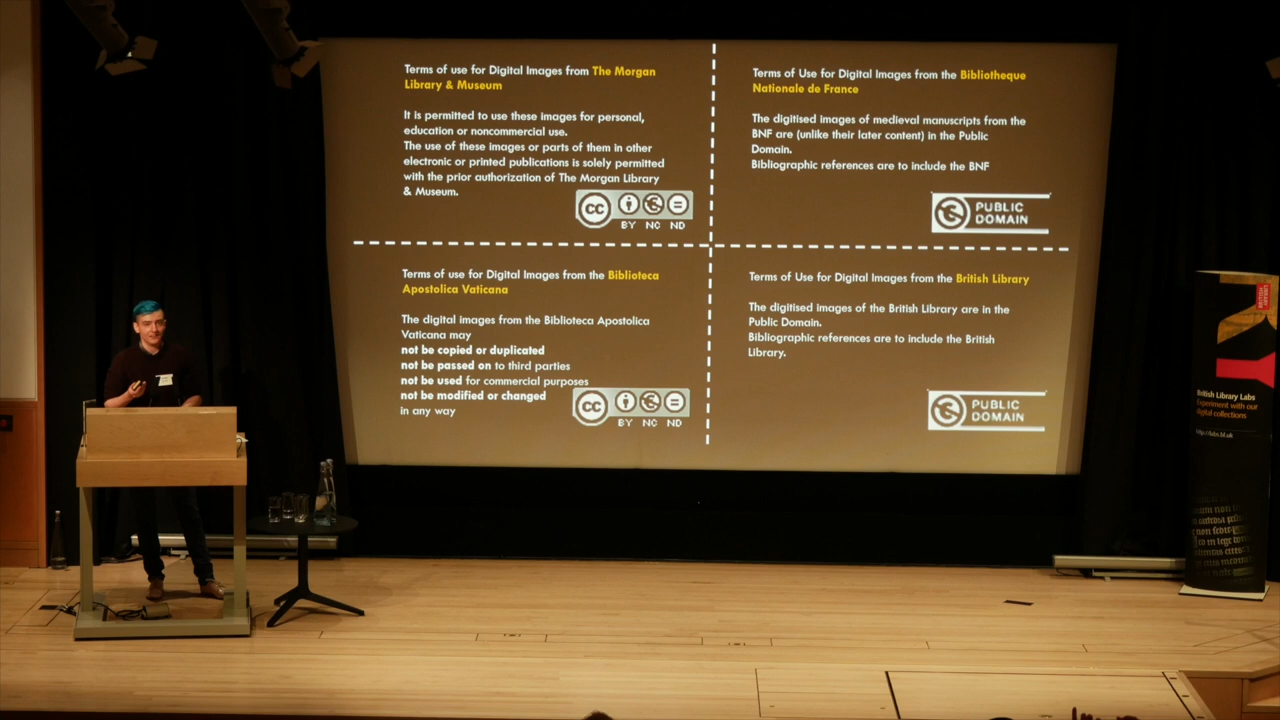 Terms of use for Digital Images from The Morgan
Library & Museum
It is permitted to use these images for personal,
education or noncommercial use.
The use of these images or parts of them in other
electronic or printed publications is solely permitted
with the prior authorization of The Morgan Library
& Museum.
cc
BY NC ND
Terms of Use for Digital Images from the Bibliotheque
Nationale de France
The digitised images of medieval manuscripts from the
BNF are (unlike their later content) in the Public
Domain.
Bibliographic references are to include the BNF
PUBLIC
DOMAIN
Terms of use for Digital Images from the Biblioteca
Apostolica Vaticana
The digital images from the Biblioteca Apostolica
Vaticana may
not be copied or duplicated
not be passed on to third parties
not be used for commercial purposes
not be modified or changed
in any way
cc
BY NC ND
Terms of Use for Digital Images from the British Library
The digitised images of the British Library are in the
Public Domain.
Bibliographic references are to include the British
Library.
PUBLIC
DOMAIN
BRITISH
LIBRARY
British Library Labs
Experiment with our
digital collections
http://labs.bl.uk